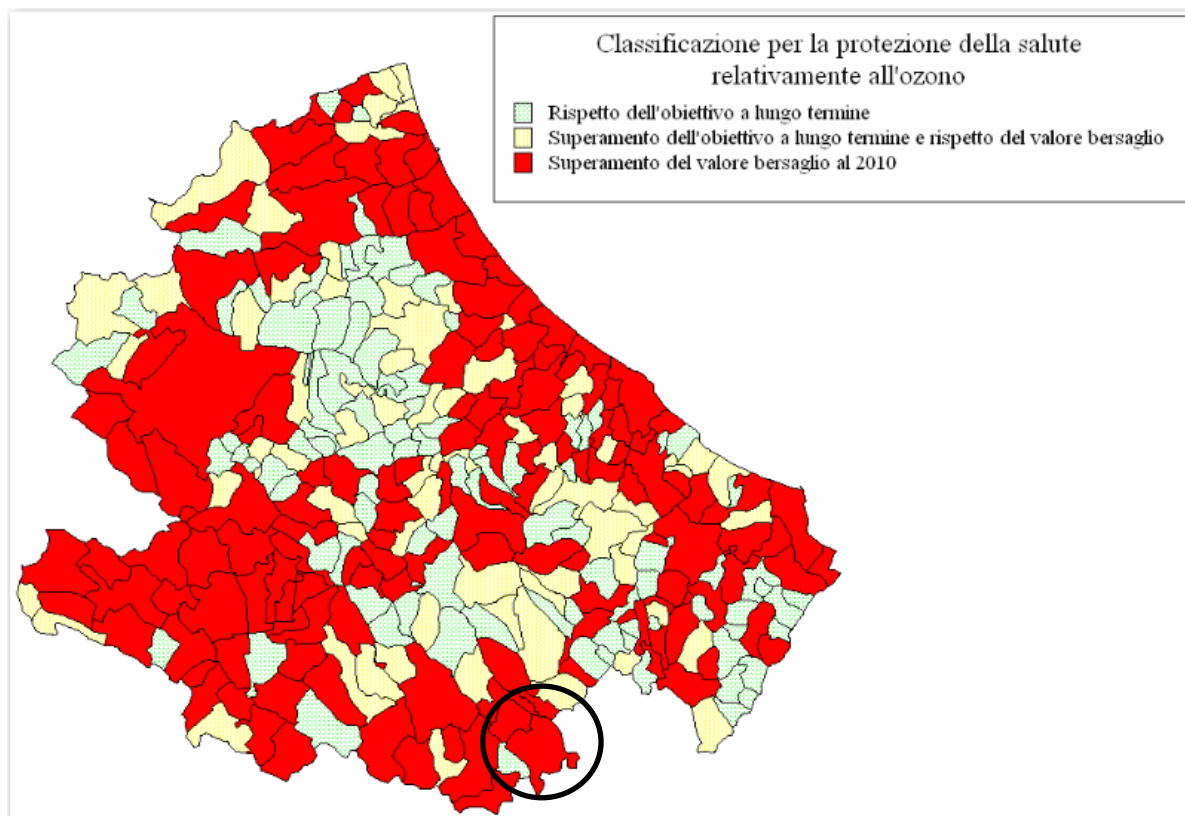 Classificazione per la protezione della salute
relativamente all'ozono
Rispetto dell'obiettivo a lungo termine
Superamento dell'obiettivo a lungo termine e rispetto del valore bersaglio
Superamento del valore bersaglio al 2010